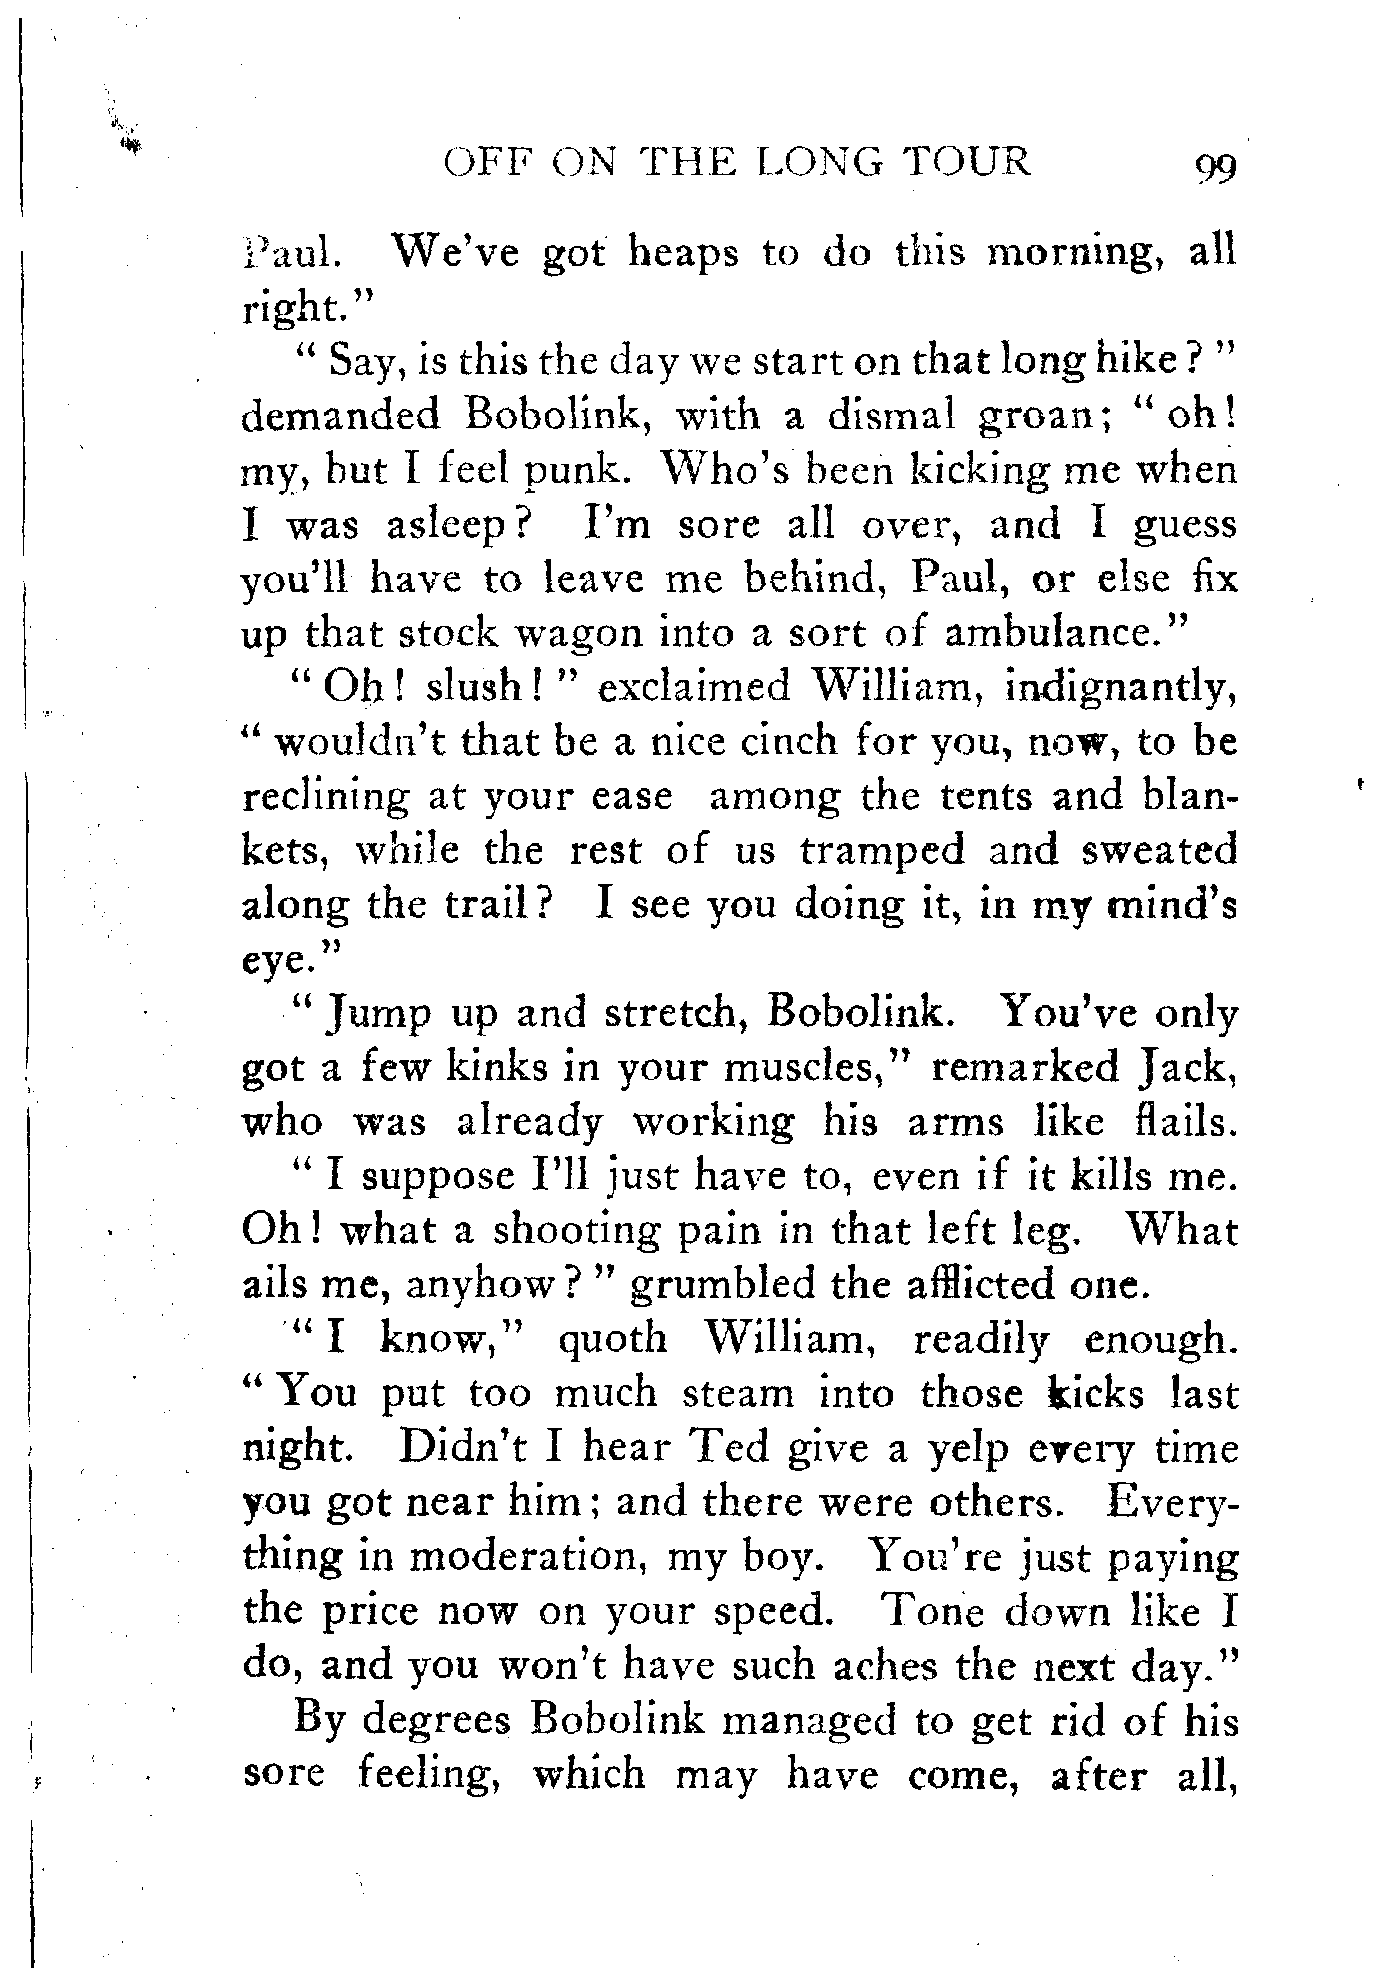 OFF ON THE LONG TOUR 99
Paul. We've got heaps to do this morning, all
right."
" Say, is this the day we start on that long hike ? "
demanded Bobolink, with a dismal groan; " oh!
my, but I feel punk. Who's been kicking me when
I was asleep? I'm sore all over, and I guess
you'll have to leave me behind, Paul, or else fix
up that stock wagon into a sort of ambulance."
" Oh! slush! " exclaimed William, indignantly,
" wouldn't that be a nice cinch for you, now, to be
reclining at your ease among the tents and blan-
kets, while the rest of us tramped and sweated
along the trail? I see you doing it, in my mind's
eye."
" Jump up and stretch, Bobolink. You've only
got a few kinks in your muscles," remarked Jack,
who was already working his arms like flails.
" I suppose I'll just have to, even if it kills me.
Oh! what a shooting pain in that left leg. What
ails me, anyhow? " grumbled the afflicted one.
" I know," quoth William, readily enough.
" You put too much steam into those kicks last
night. Didn't I hear Ted give a yelp every time
you got near him; and there were others. Every-
thing in moderation, my boy. You're just paying
the price now on your speed. Tone down like I
do, and you won't have such aches the next day."
By degrees Bobolink managed to get rid of his
sore feeling, which may have come, after all,